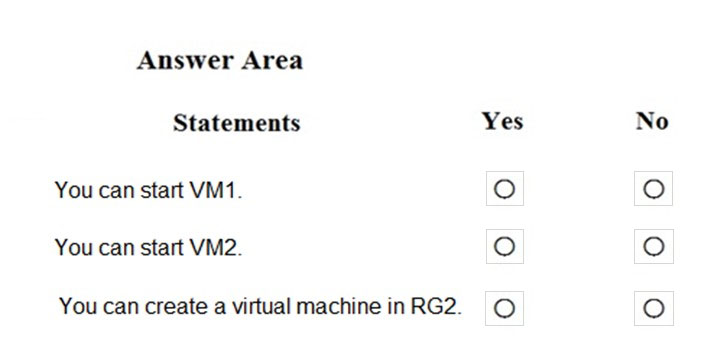 Answer Area
Statements Yes No
You can start VM1.
You can start VM2.
You can create a virtual machine in RG2.